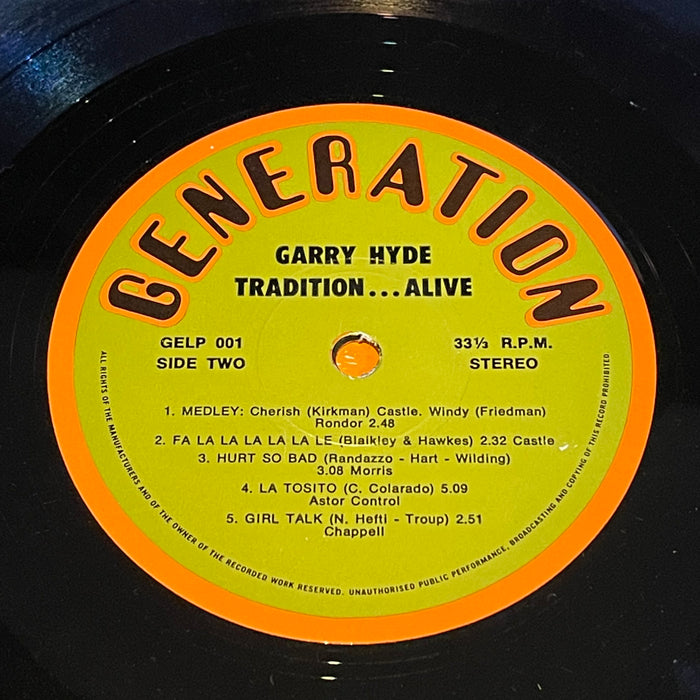 GENERATION
GARRY HYDE
TRADITION...ALIVE
GELP 001
SIDE TWO
33⅓ R.P.M.
STEREO
1. MEDLEY: Cherish (Kirkman) Castle. Windy (Friedman)
Rondor 2.48
2. FA LA LA LA LA LA LE (Blaikley & Hawkes) 2.32 Castle
3. HURT SO BAD (Randazzo - Hart - Wilding)
3.08 Morris
4. LA TOSITO (C. Colarado) 5.09
Astor Control
5. GIRL TALK (N. Hefti - Troup) 2.51
Chappell
ALL RIGHTS OF THE MANUFACTURERS AND OF THE OWNER OF THE RECORDED WORK RESERVED. UNAUTHORISED PUBLIC PERFORMANCE, BROADCASTING AND COPYING OF THIS RECORD PROHIBITED.